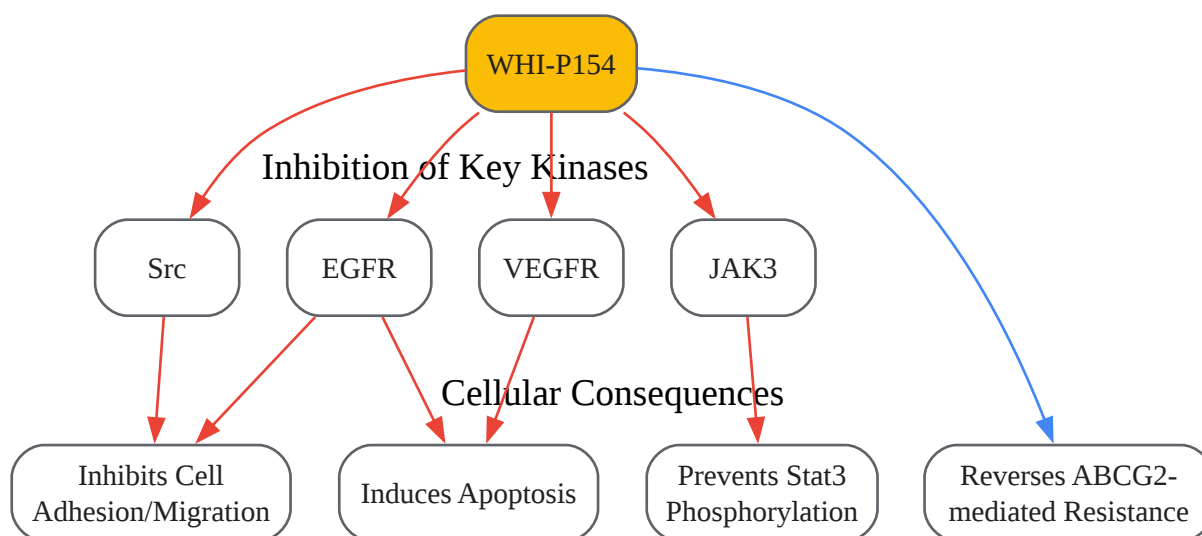 WHI-P154
Inhibition of Key Kinases
Src
EGFR
VEGFR
JAK3
Cellular Consequences
Inhibits Cell
Adhesion/Migration
Induces Apoptosis
Prevents Stat3
Phosphorylation
Reverses ABCG2-
mediated Resistance